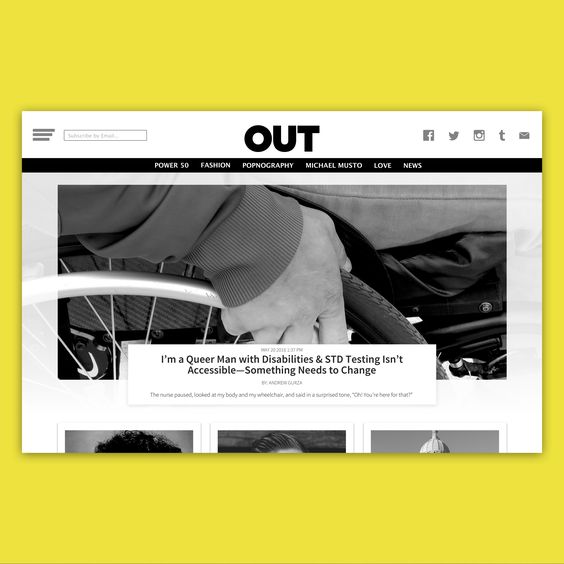 Subscribe by Email...
OUT
POWER 50 FASHION POPNOGRAPHY MICHAEL MUSTO LOVE NEWS
MAY 20 2016 2:37 PM
I'm a Queer Man with Disabilities & STD Testing Isn't
Accessible—Something Needs to Change
BY: ANDREW GURZA
The nurse paused, looked at my body and my wheelchair, and said in a surprised tone, "Oh! You're here for that?"